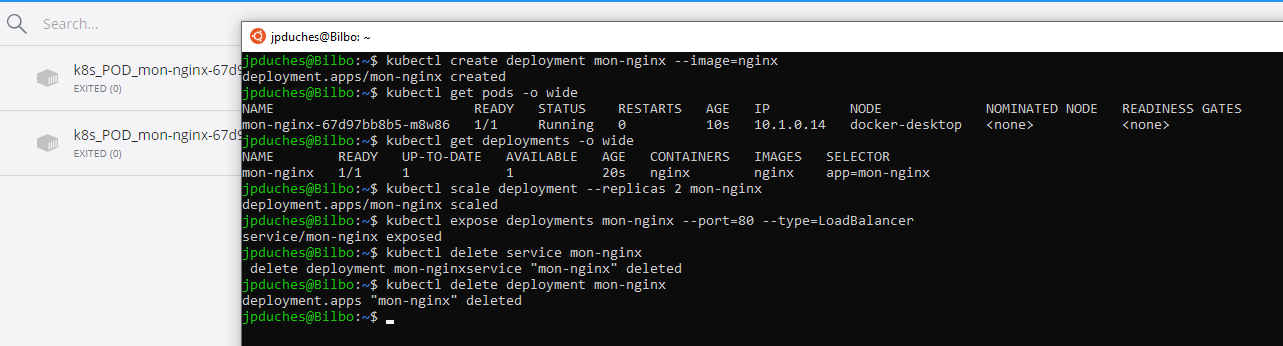 Search...
k8s_POD_mon-nginx-67d9
EXITED (0)
k8s_POD_mon-nginx-67d9
EXITED (0)
jpduches@Bilbo: ~
jpduches@Bilbo:~$ kubectl create deployment mon-nginx --image=nginx
deployment.apps/mon-nginx created
jpduches@Bilbo:~$ kubectl get pods -o wide
NAME READY STATUS RESTARTS AGE IP NODE NOMINATED NODE READINESS GATES
mon-nginx-67d97bb8b5-m8w86 1/1 Running 0 10s 10.1.0.14 docker-desktop <none> <none>
jpduches@Bilbo:~$ kubectl get deployments -o wide
NAME READY UP-TO-DATE AVAILABLE AGE CONTAINERS IMAGES SELECTOR
mon-nginx 1/1 1 1 20s nginx nginx app=mon-nginx
jpduches@Bilbo:~$ kubectl scale deployment --replicas 2 mon-nginx
deployment.apps/mon-nginx scaled
jpduches@Bilbo:~$ kubectl expose deployments mon-nginx --port=80 --type=LoadBalancer
service/mon-nginx exposed
jpduches@Bilbo:~$ kubectl delete service mon-nginx
 delete deployment mon-nginxservice "mon-nginx" deleted
jpduches@Bilbo:~$ kubectl delete deployment mon-nginx
deployment.apps "mon-nginx" deleted
jpduches@Bilbo:~$